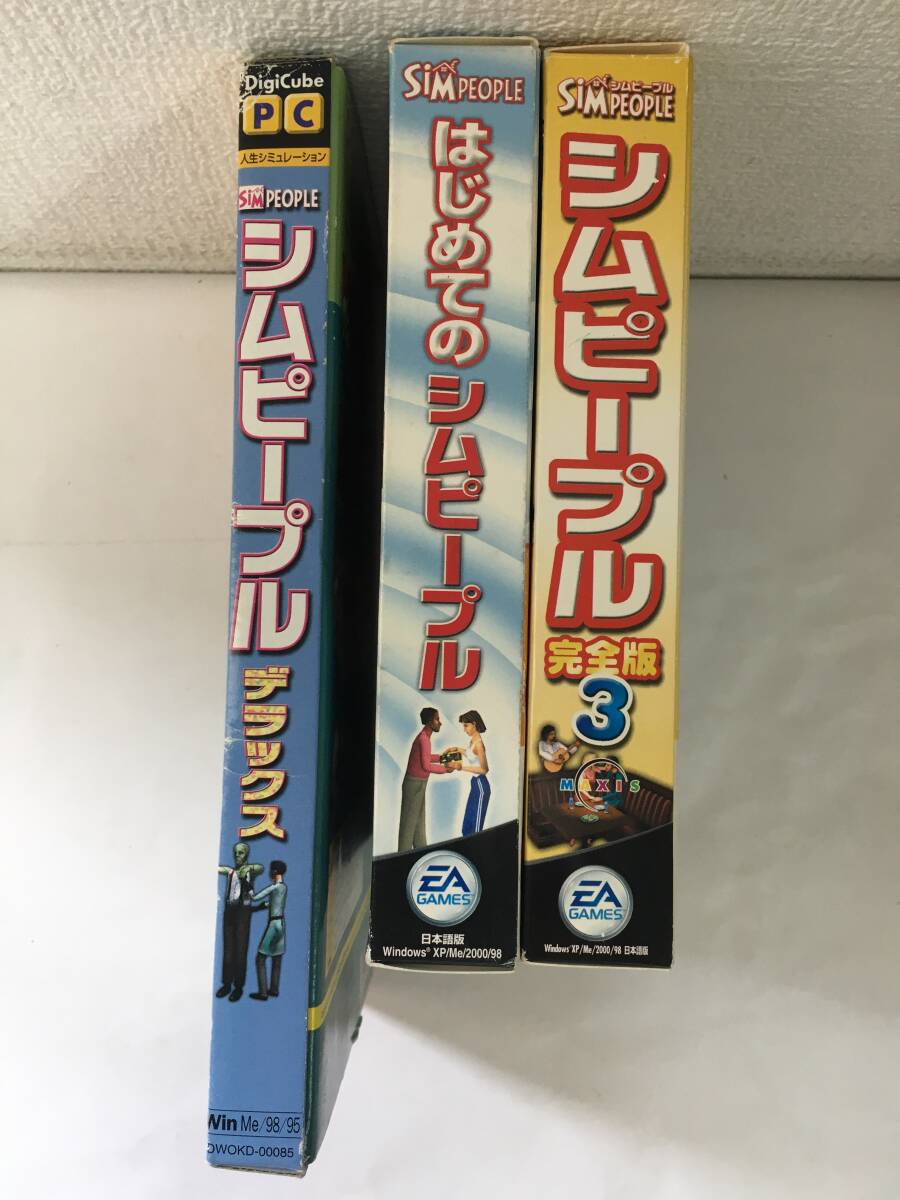 DigiCube
PC
人生シミュレーション
SIMPEOPLE
シムピープル
デラックス
Win Me/98/95
DWOKD-00085
SIMPEOPLE
はじめての
シムピープル
EA
GAMES
日本語版
Windows® XP/Me/2000/98
シムピープル
SIMPEOPLE
シムピープル
完全版
3
MAXIS
EA
GAMES
Windows® XP/Me/2000/98 日本語版